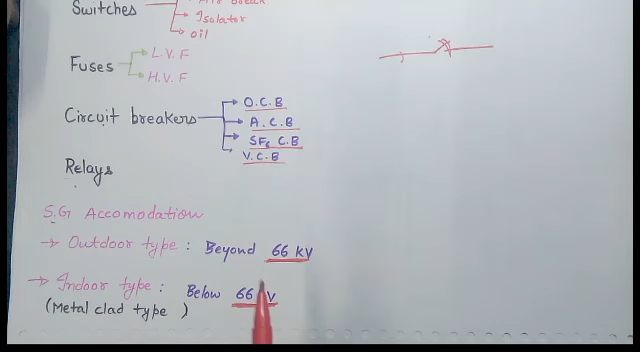 Switches
Isolator
oil
Fuses
L.V.F
H.V.F
Circuit breakers
O.C.B
A.C.B
SF6 C.B
V.C.B
Relays
S.G Accomodation
→ Outdoor type : Beyond 66 kV
→ Indoor type : Below 66 V
(Metal clad type )